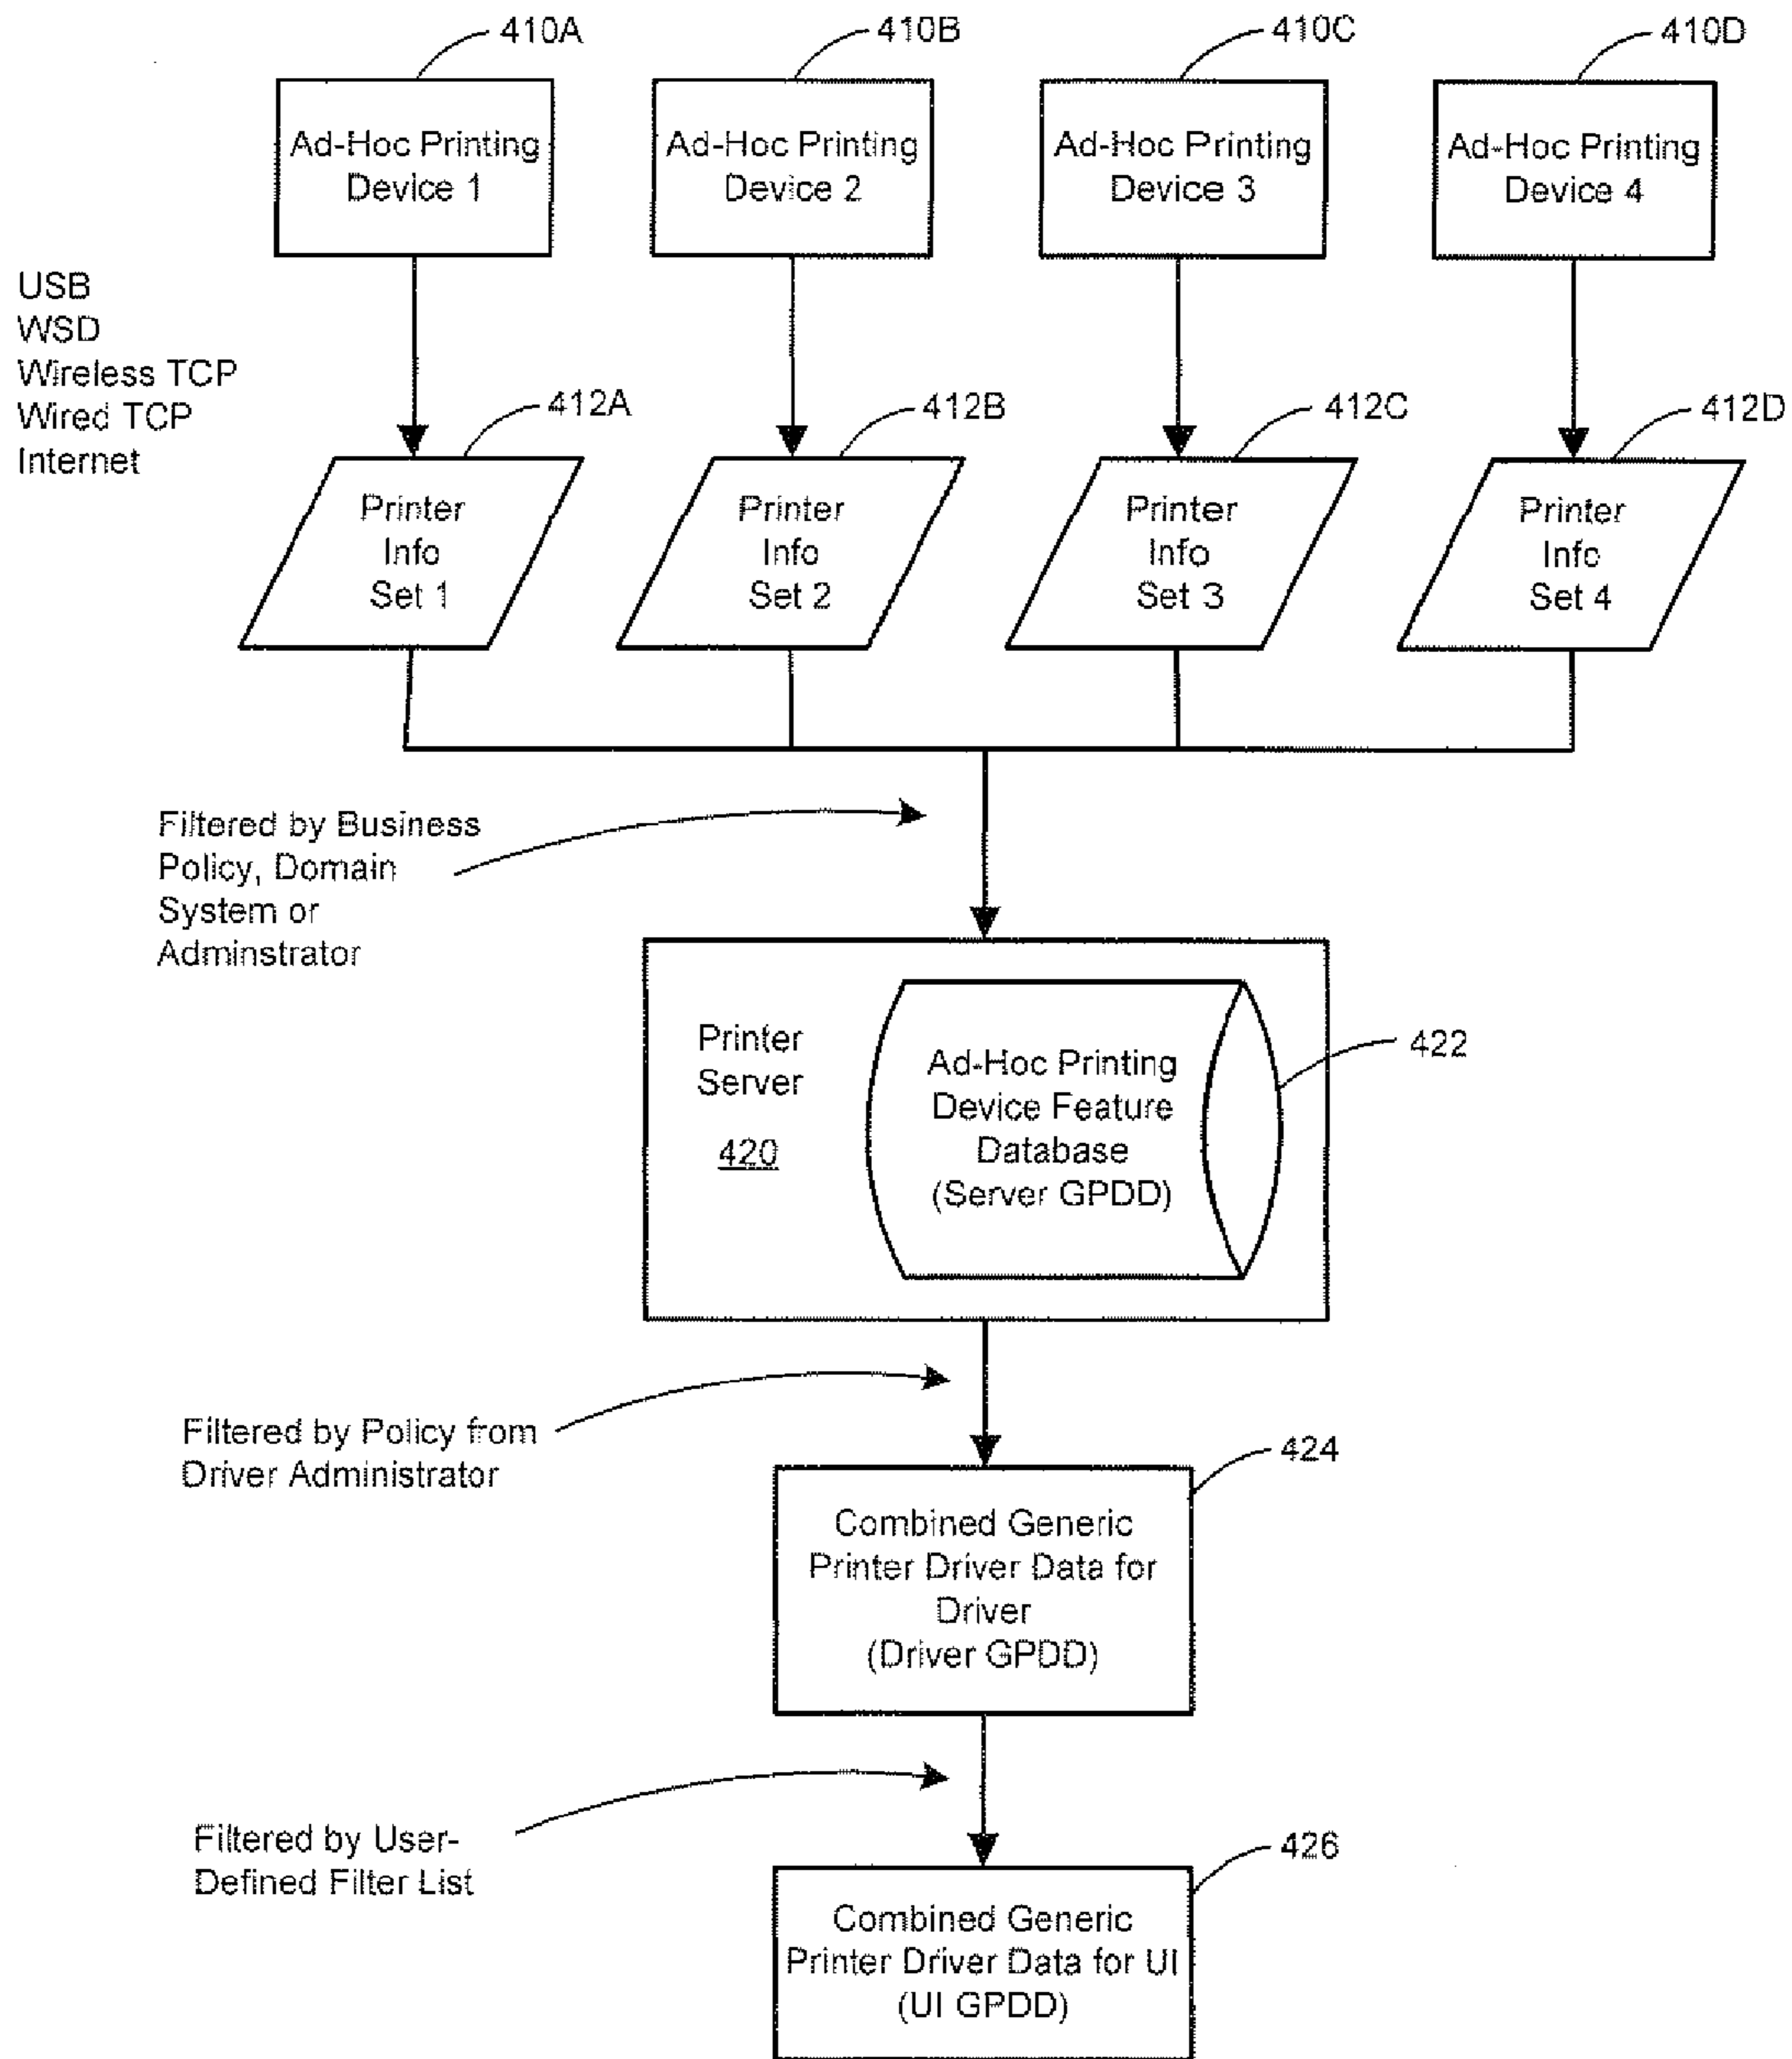 410A
410B
410C
410D
Ad-Hoc Printing
Device 1
Ad-Hoc Printing
Device 2
Ad-Hoc Printing
Device 3
Ad-Hoc Printing
Device 4
USB
WSD
Wireless TCP
Wired TCP
Internet
412A
412B
412C
412D
Printer
Info
Set 1
Printer
Info
Set 2
Printer
Info
Set 3
Printer
Info
Set 4
Filtered by Business
Policy, Domain
System or
Adminstrator
Printer
Server
420
Ad-Hoc Printing
Device Feature
Database
(Server GPDD)
422
Filtered by Policy from
Driver Administrator
424
Combined Generic
Printer Driver Data for
Driver
(Driver GPDD)
Filtered by User-
Defined Filter List
426
Combined Generic
Printer Driver Data for UI
(UI GPDD)